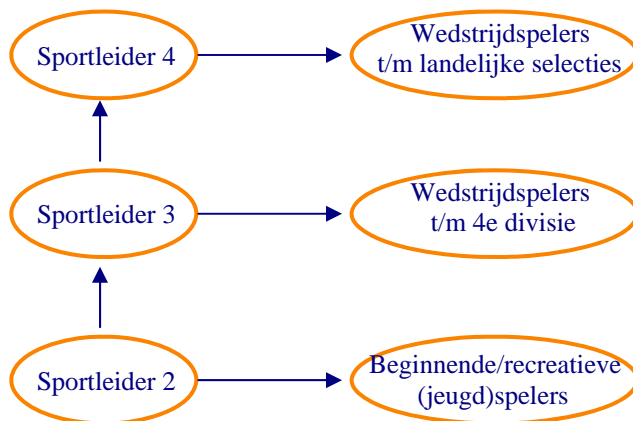 Sportleider 4
Wedstrijdspelers
t/m landelijke selecties
Sportleider 3
Wedstrijdspelers
t/m 4e divisie
Sportleider 2
Beginnende/recreatieve
(jeugd)spelers